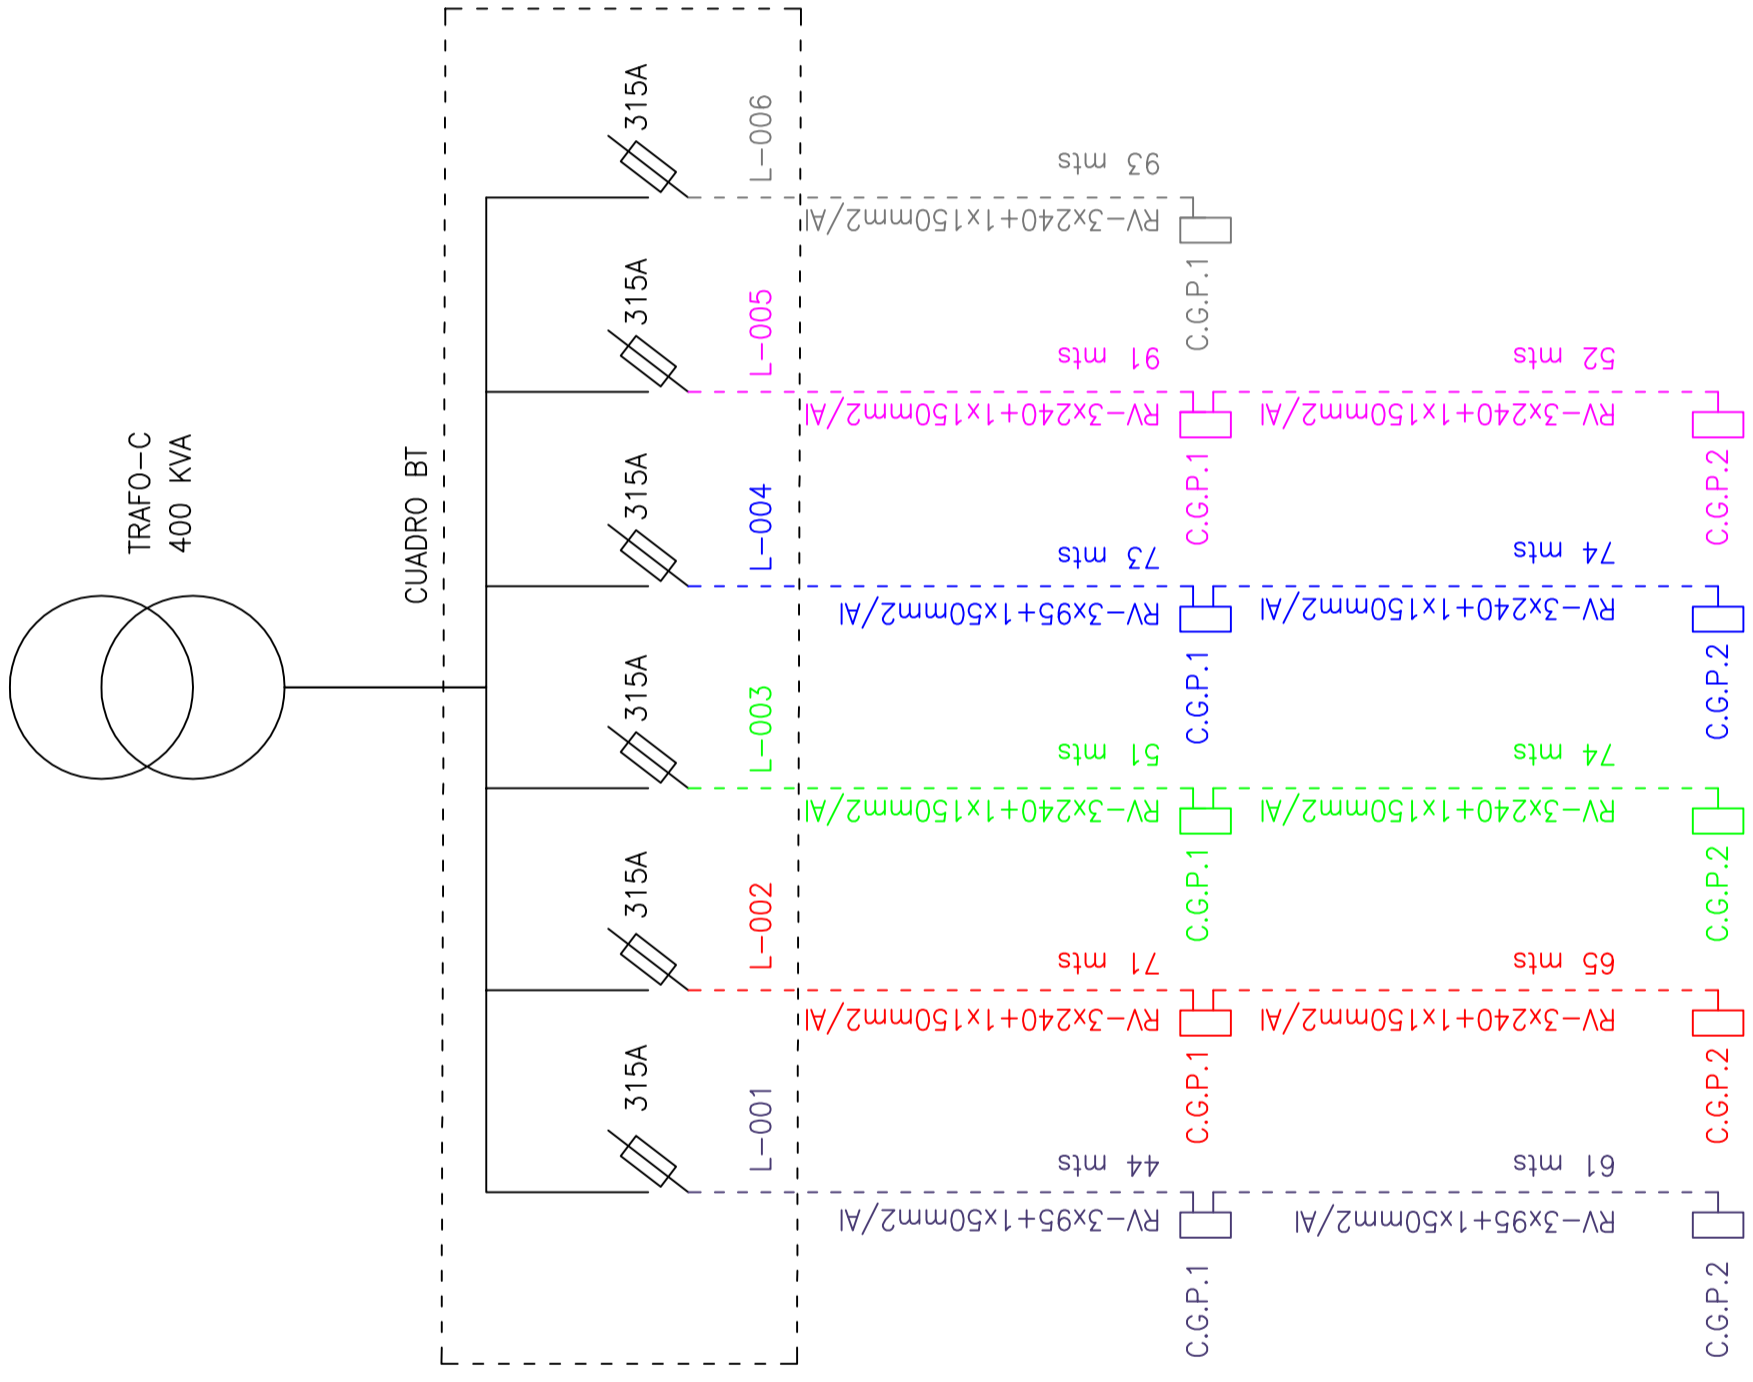 TRAFO-C
400 KVA
CUADRO BT
315A
L-001
44 mts
RV-3x95+1x50mm2/Al
C.G.P.1
61 mts
RV-3x95+1x50mm2/Al
C.G.P.2
315A
L-002
71 mts
RV-3x240+1x150mm2/Al
C.G.P.1
65 mts
RV-3x240+1x150mm2/Al
C.G.P.2
315A
L-003
51 mts
RV-3x240+1x150mm2/Al
C.G.P.1
74 mts
RV-3x240+1x150mm2/Al
C.G.P.2
315A
L-004
73 mts
RV-3x95+1x50mm2/Al
C.G.P.1
74 mts
RV-3x240+1x150mm2/Al
C.G.P.2
315A
L-005
91 mts
RV-3x240+1x150mm2/Al
C.G.P.1
52 mts
RV-3x240+1x150mm2/Al
C.G.P.2
315A
L-006
93 mts
RV-3x240+1x150mm2/Al
C.G.P.1